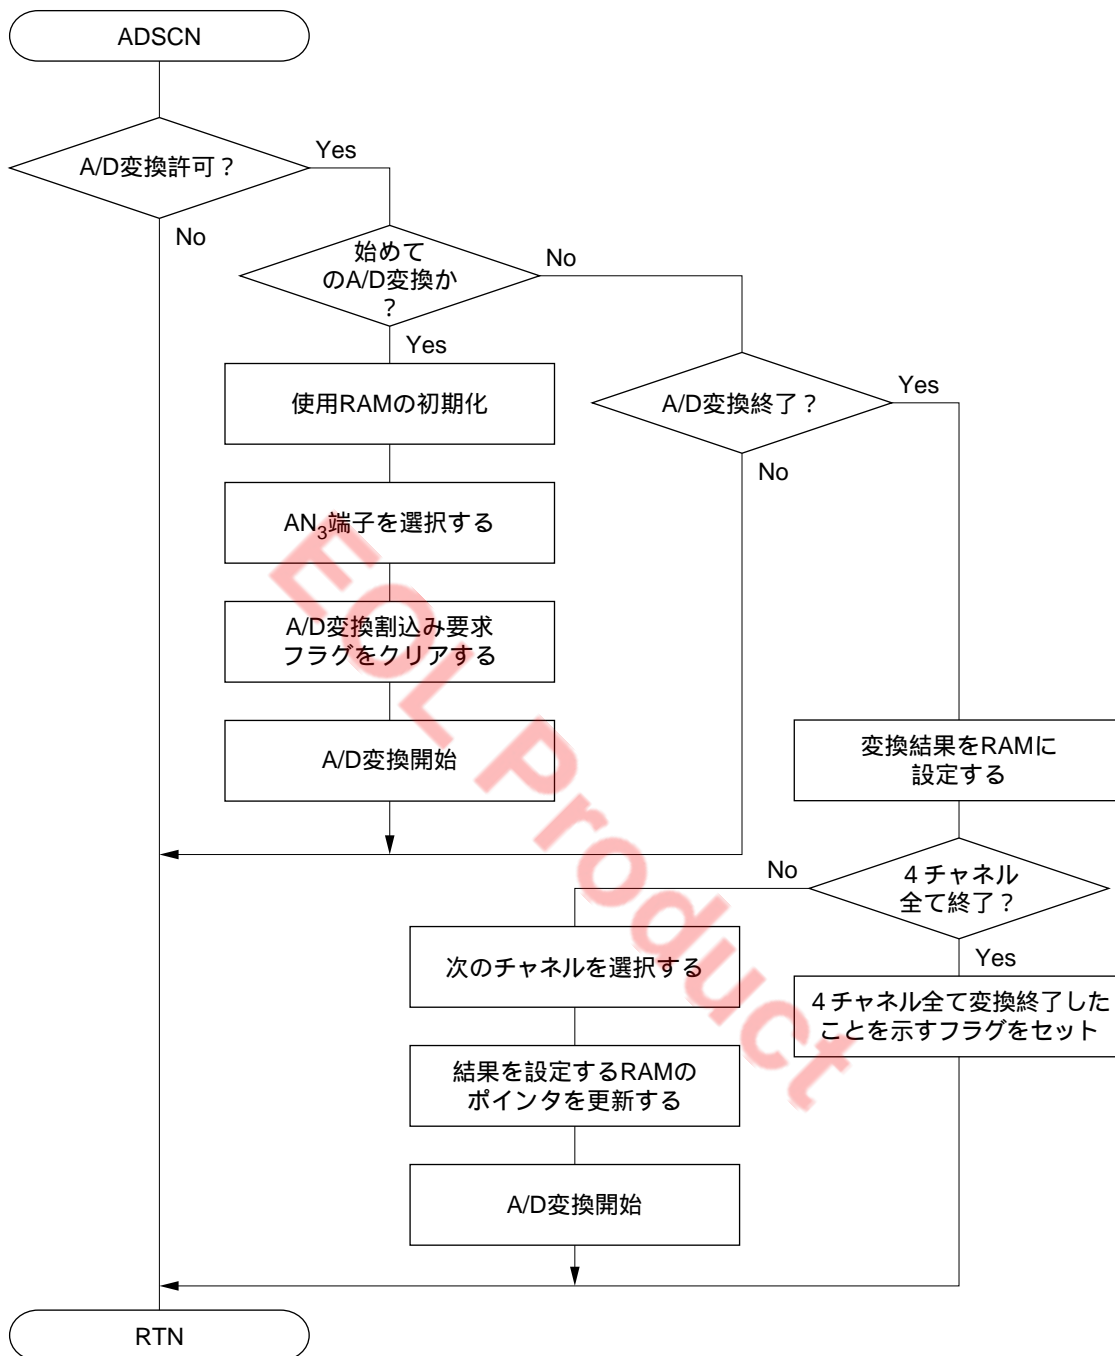 ADSCN
A/D変換許可？
Yes
No
始めて
のA/D変換か
？
No
Yes
使用RAMの初期化
A/D変換終了？
Yes
No
AN3端子を選択する
A/D変換割込み要求
フラグをクリアする
A/D変換開始
変換結果をRAMに
設定する
4チャネル
全て終了？
No
Yes
次のチャネルを選択する
4チャネル全て変換終了した
ことを示すフラグをセット
結果を設定するRAMの
ポインタを更新する
A/D変換開始
RTN
EOL Product